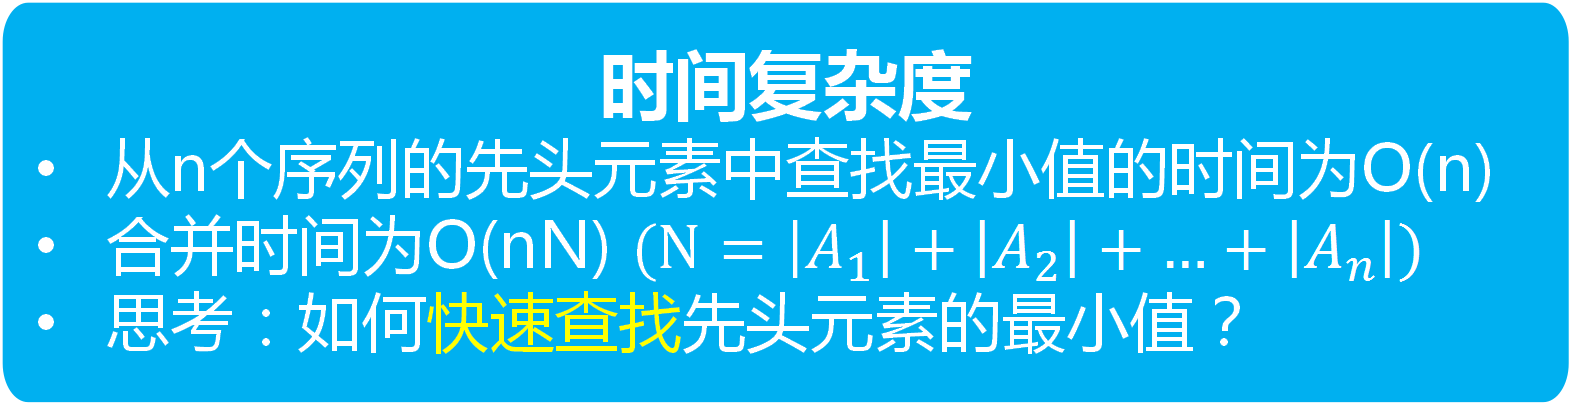 时间复杂度
• 从n个序列的先头元素中查找最小值的时间为O(n)
• 合并时间为O(nN) (N = |A₁| + |A₂| + … + |Aₙ|)
• 思考：如何快速查找先头元素的最小值？